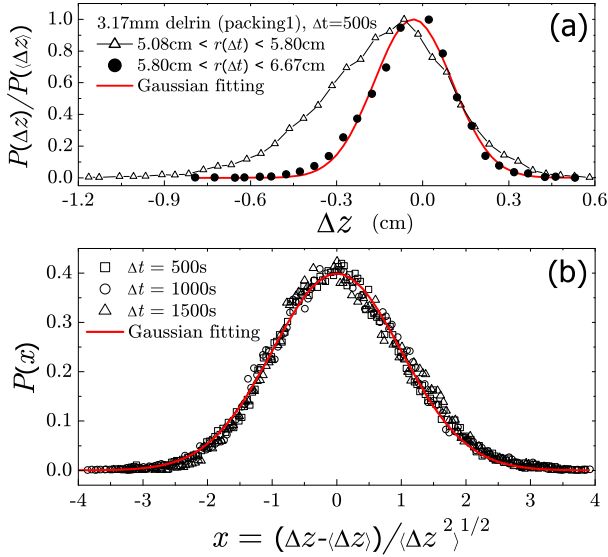 3.17mm delrin (packing1), Δt=500s
(a)
5.08cm < r(Δt) < 5.80cm
5.80cm < r(Δt) < 6.67cm
Gaussian fitting
P(Δz)/P(⟨Δz⟩)
1.0
0.8
0.6
0.4
0.2
0.0
-1.2 -0.9 -0.6 -0.3 0.0 0.3 0.6
Δz (cm)
(b)
Δt = 500s
Δt = 1000s
Δt = 1500s
Gaussian fitting
P(x)
0.4
0.3
0.2
0.1
0.0
-4 -3 -2 -1 0 1 2 3 4
x = (Δz-⟨Δz⟩)/⟨Δz²⟩^1/2